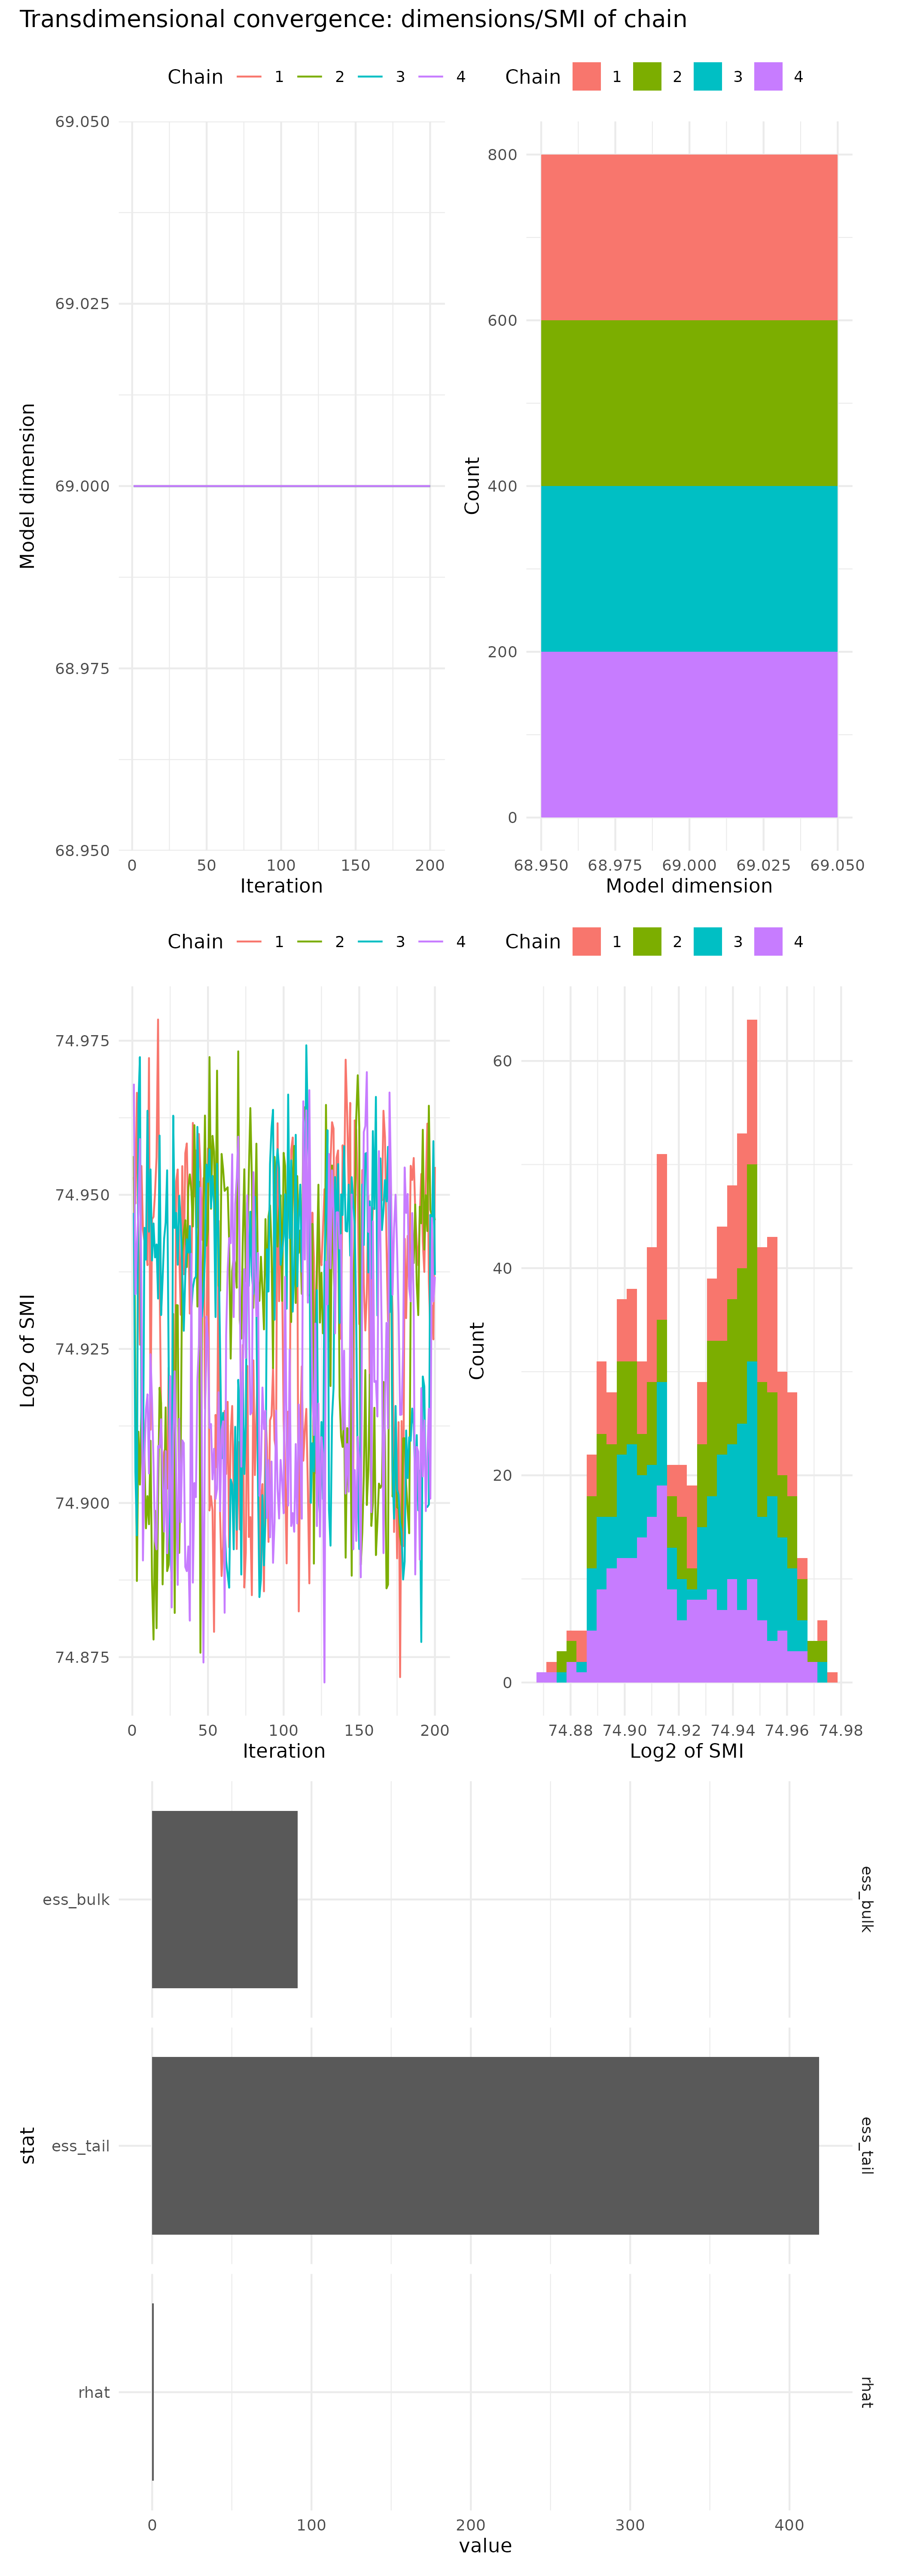 Transdimensional convergence: dimensions/SMI of chain
Chain 1 2 3 4
Chain 1 2 3 4
69.050
69.025
69.000
68.975
68.950
Model dimension
0 50 100 150 200
Iteration
800
600
400
200
0
Count
68.950 68.975 69.000 69.025 69.050
Model dimension
Chain 1 2 3 4
Chain 1 2 3 4
74.975
74.950
74.925
74.900
74.875
Log2 of SMI
0 50 100 150 200
Iteration
60
40
20
0
Count
74.88 74.90 74.92 74.94 74.96 74.98
Log2 of SMI
ess_bulk
ess_bulk
stat
ess_tail
ess_tail
rhat
rhat
0 100 200 300 400
value